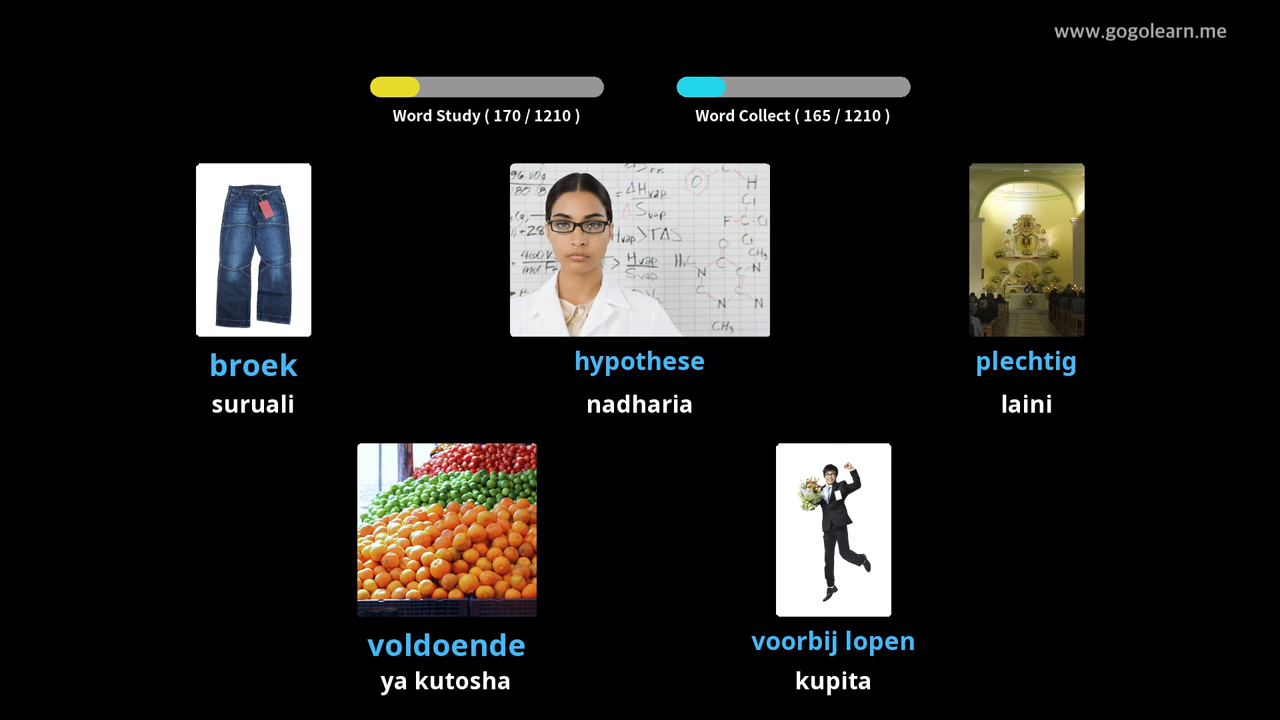 www.gogolearn.me
Word Study ( 170 / 1210 )
Word Collect ( 165 / 1210 )
broek
suruali
hypothese
nadharia
plechtig
laini
voldoende
ya kutosha
voorbij lopen
kupita